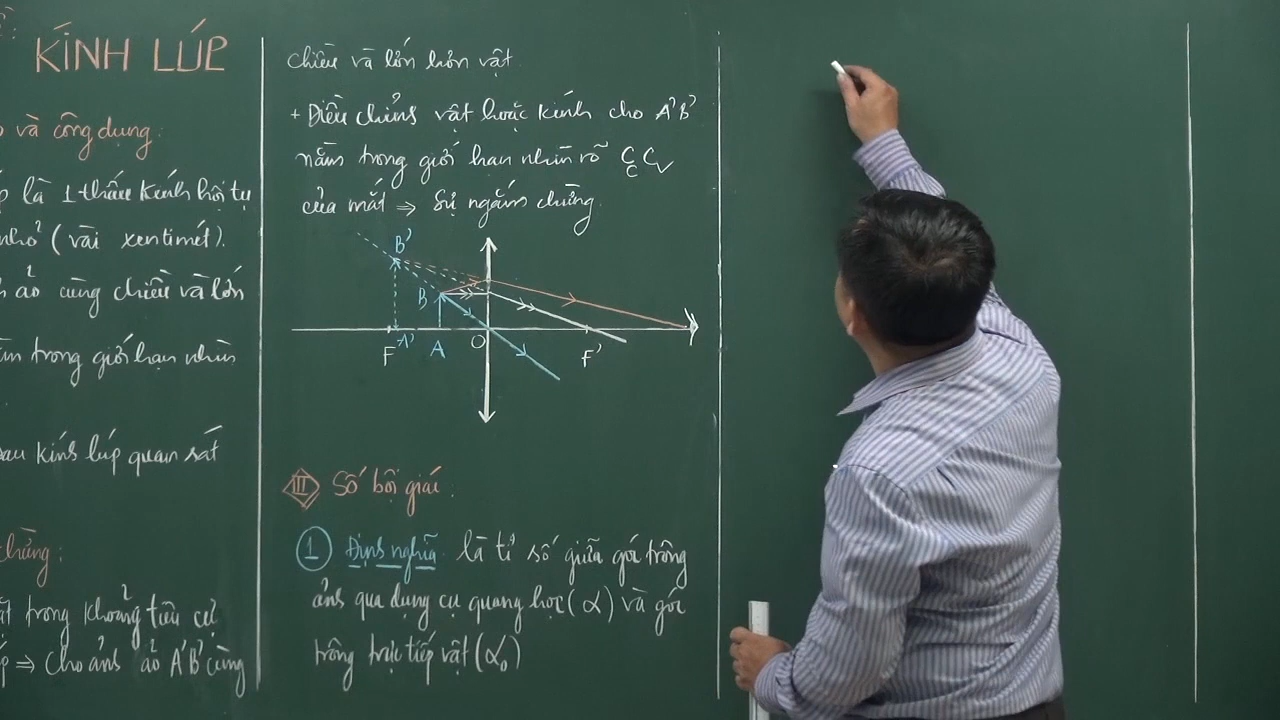 KÍNH LÚP
và công dụng:
là 1 thấu kính hội tụ
nhỏ (vài xentimét).
ảo cùng chiều và lớn
trong giới hạn nhìn
kính lúp quan sát
chừng:
trong khoảng tiêu cự
⇒ Cho ảnh ảo A'B' cùng
chiều và lớn hơn vật.
+ Điều chỉnh vật hoặc kính cho A'B'
nằm trong giới hạn nhìn rõ CcCv
của mắt ⇒ Sự ngắm chừng.
B'
B
F A' A O F'
III Số bội giác:
1 Định nghĩa là tỉ số giữa góc trông
ảnh qua dụng cụ quang học (α) và góc
trông trực tiếp vật (α₀)